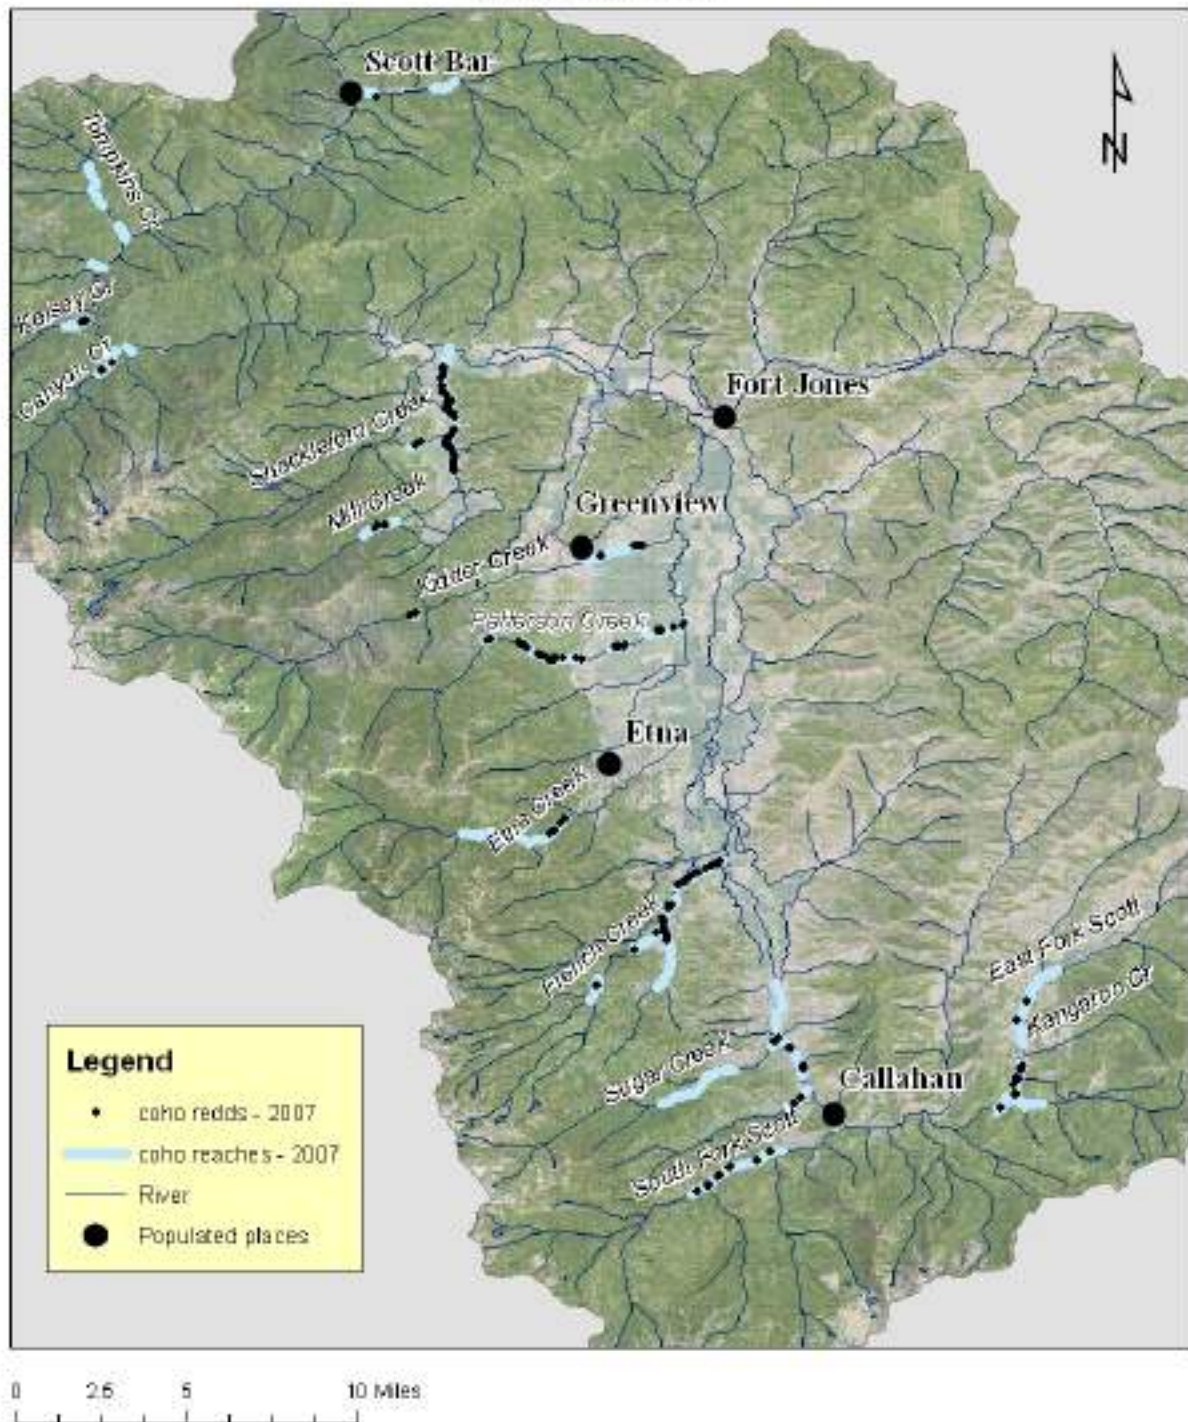 Scott Bar
Tompkins Cr
N
Kelsey Cr
Canyon Cr
Fort Jones
Shackleford Creek
Mill Creek
Greenview
Kidder Creek
Patterson Creek
Etna
Etna Creek
French Creek
East Fork Scott
Kangaroo Cr
Sugar Creek
Callahan
South Fork Scott
Legend
coho redds - 2007
coho reaches - 2007
River
Populated places
0 2.5 5 10 Miles